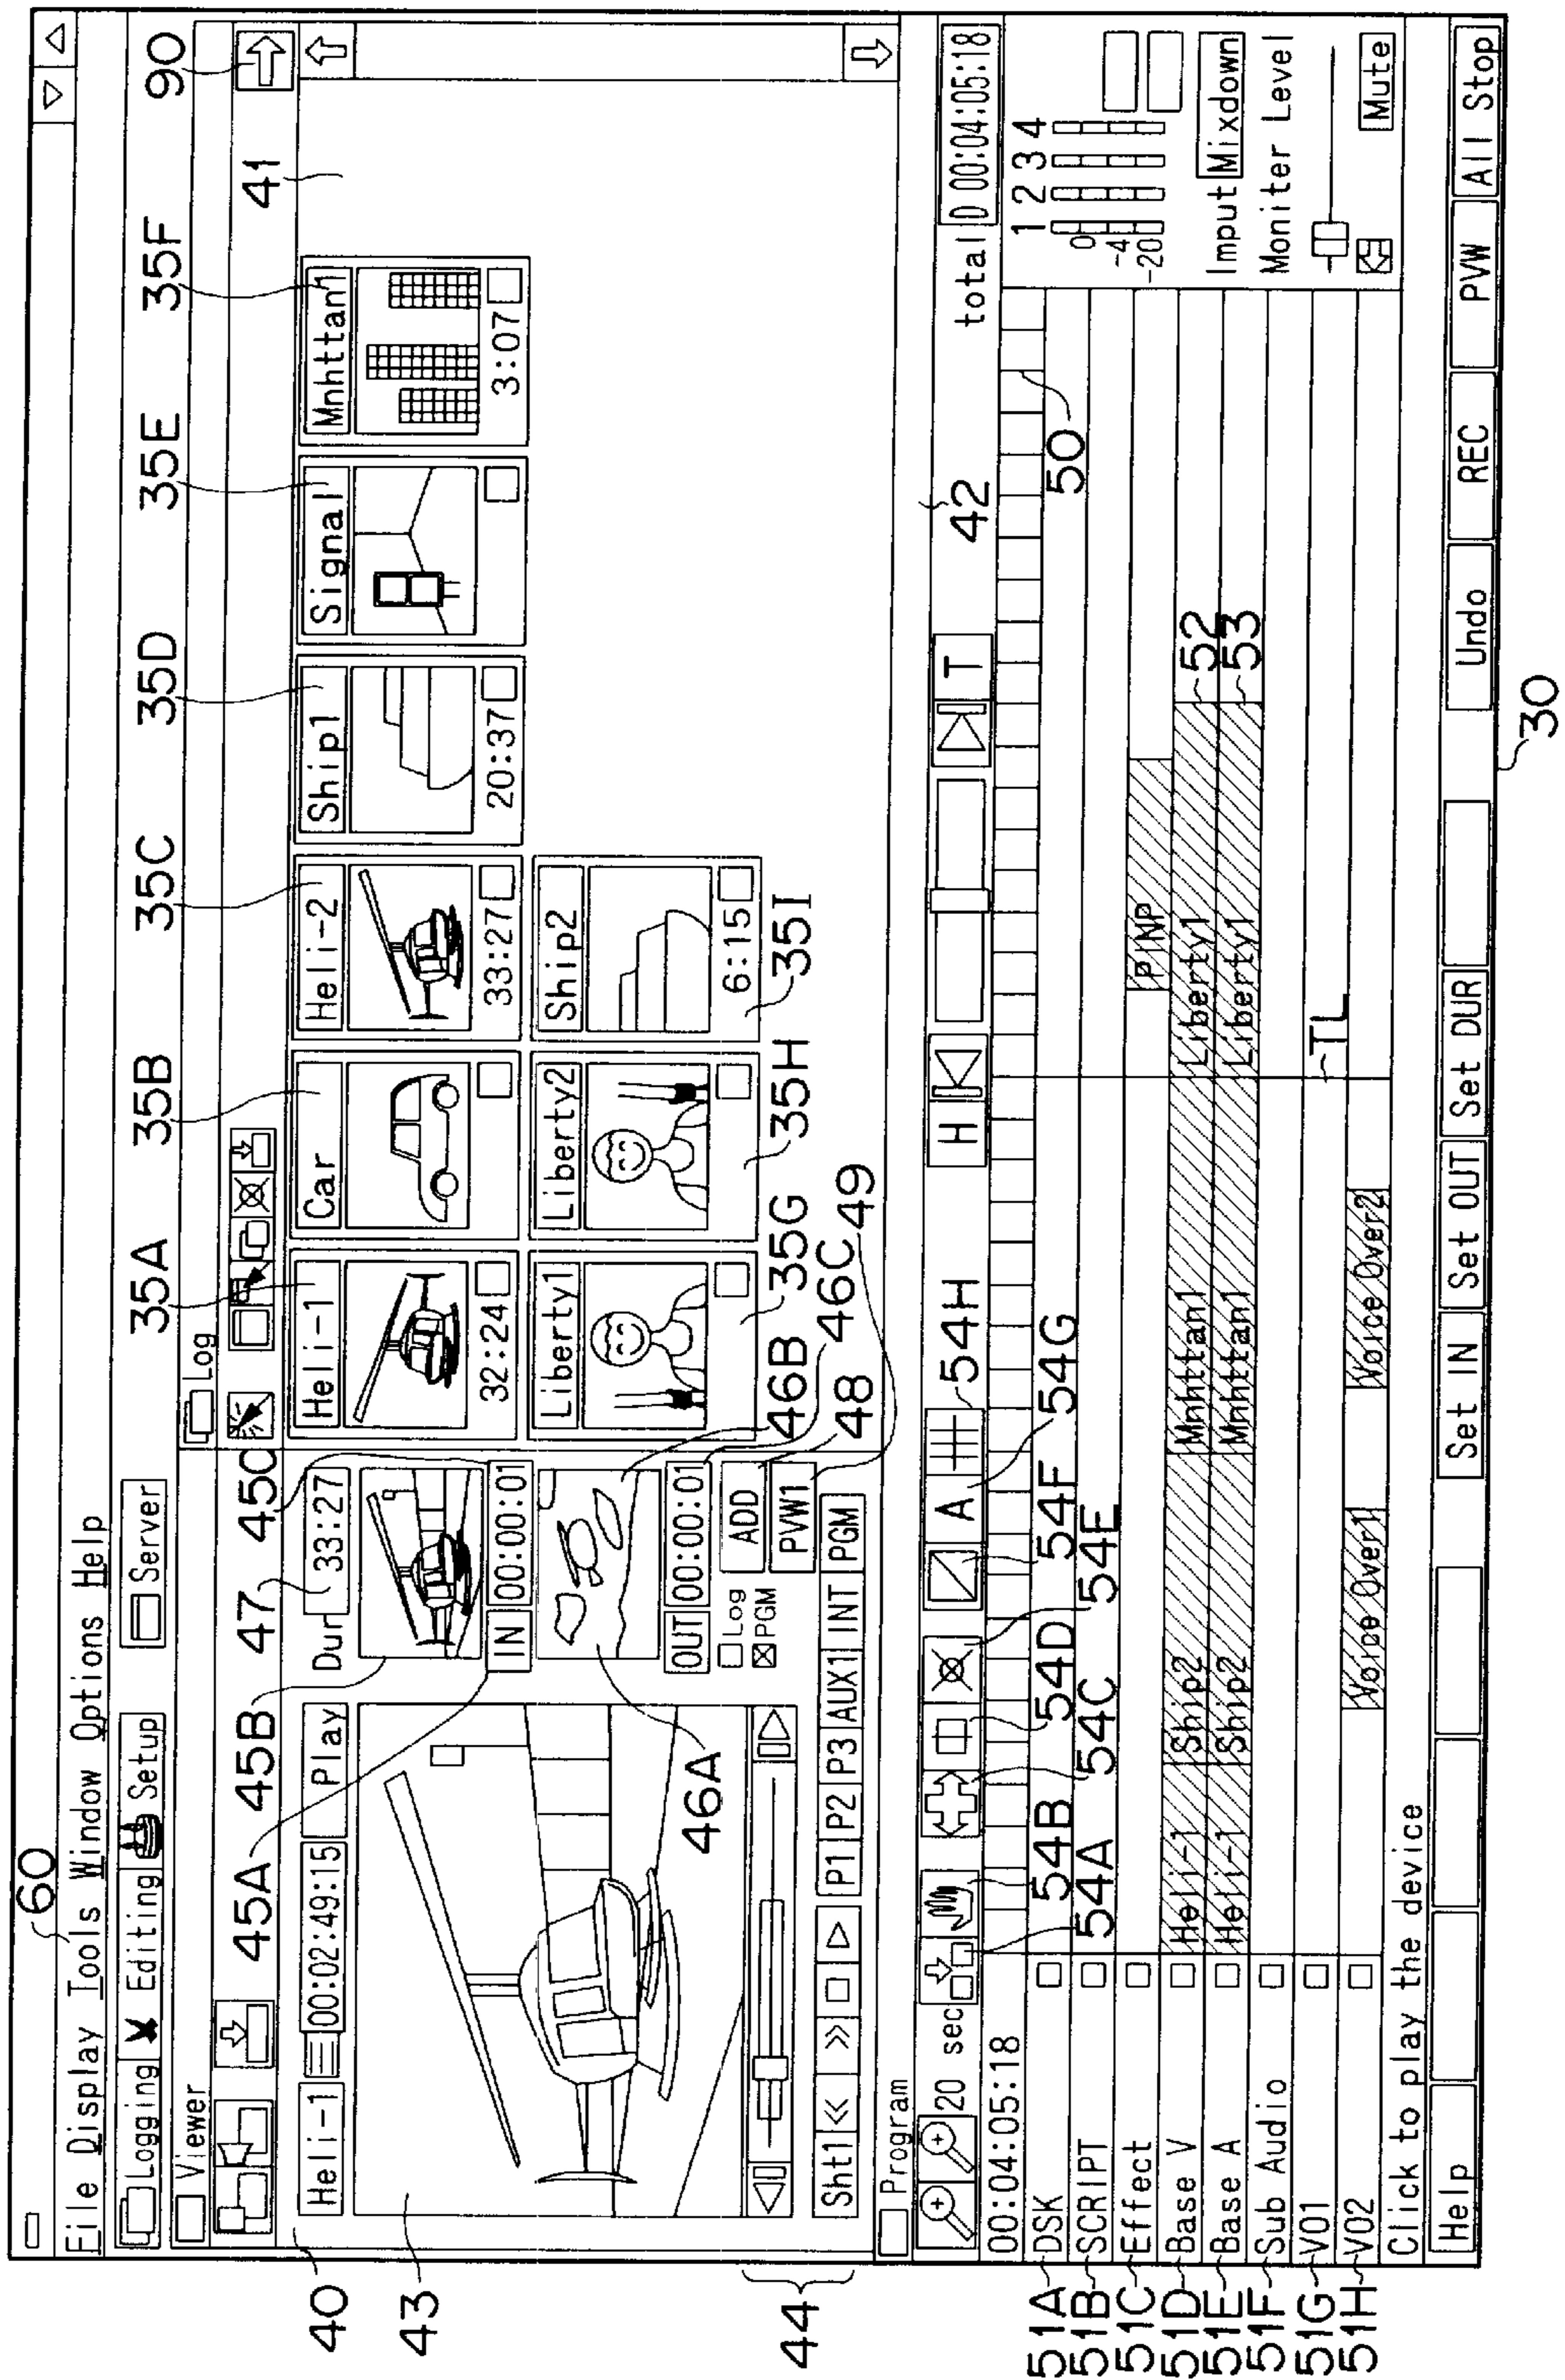 60
File Display Tools Window Options Help
Logging Editing Setup Server
Viewer
Log
45A 45B 47 45C 35A 35B 35C 35D 35E 35F 41 90
40
Heli-1 00:02:49:15 Play Dur 33:27
43
IN 00:00:01
OUT 00:00:01
Log
PGM
ADD
PVW1
46A
46B
46C
48
49
Heli-1
32:24
Car
Heli-2
33:27
Ship1
20:37
Signal
Mnhttan1
3:07
Liberty1
Liberty2
Ship2
6:15
35G
35H
35I
44
Sht1 << □ >> ▷ P1 P2 P3 AUX1 INT PGM
Program
42
20 sec A H T total D 00:04:05:18
00:04:05:18
54A
54B
54C
54D
54E
54F
54G
54H
50
51A DSK
51B SCRIPT
51C Effect PINP
51D Base V Heli-1 Ship2 Mnhttan1 Liberty1 52
51E Base A Heli-1 Ship2 Mnhttan1 Liberty1 53
51F Sub Audio
51G VO1 TL
51H VO2 Voice Over1 Voice Over2
1 2 3 4
0
-4
-20
Imput Mixdown
Moniter Level
Mute
Click to play the device
Help Set IN Set OUT Set DUR Undo REC PVW All Stop
30